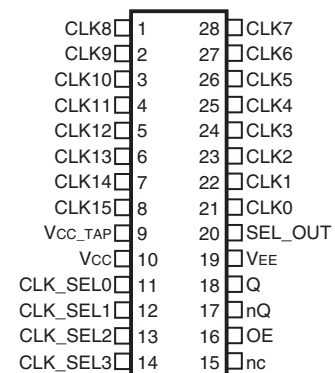 CLK8 1 28 CLK7
CLK9 2 27 CLK6
CLK10 3 26 CLK5
CLK11 4 25 CLK4
CLK12 5 24 CLK3
CLK13 6 23 CLK2
CLK14 7 22 CLK1
CLK15 8 21 CLK0
VCC_TAP 9 20 SEL_OUT
VCC 10 19 VEE
CLK_SEL0 11 18 Q
CLK_SEL1 12 17 nQ
CLK_SEL2 13 16 OE
CLK_SEL3 14 15 nc